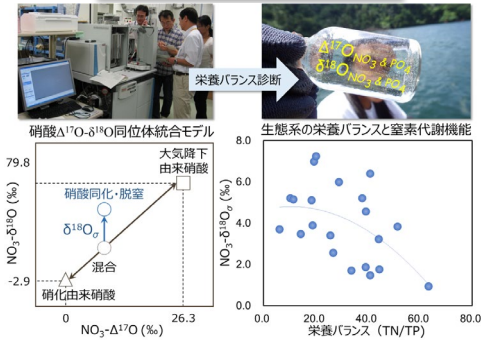 栄養バランス診断
Δ17ONO3 & PO4
δ18ONO3 & PO4
硝酸Δ17O-δ18O同位体統合モデル
生態系の栄養バランスと窒素代謝機能
NO3-δ18O (‰)
79.8
-2.9
大気降下
由来硝酸
硝酸同化・脱窒
δ18Oσ
混合
硝化由来硝酸
0
26.3
NO3-Δ17O (‰)
NO3-δ18Oσ (‰)
8.0
6.0
4.0
2.0
0.0
0.0 20.0 40.0 60.0 80.0
栄養バランス (TN/TP)